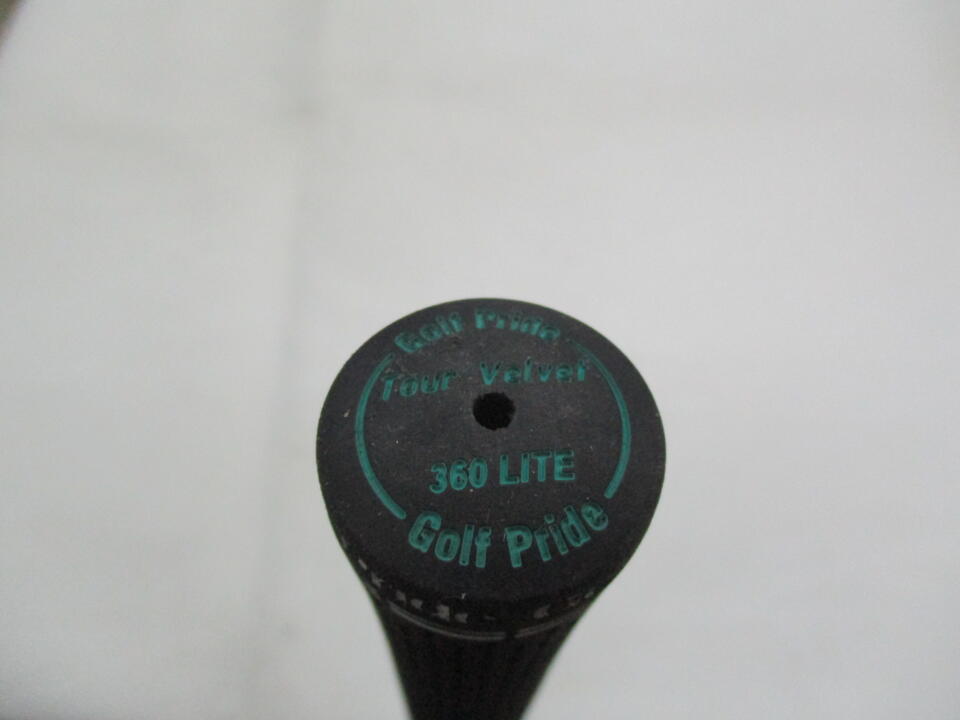 Golf Pride
Tour Velvet
360 LITE
Golf Pride